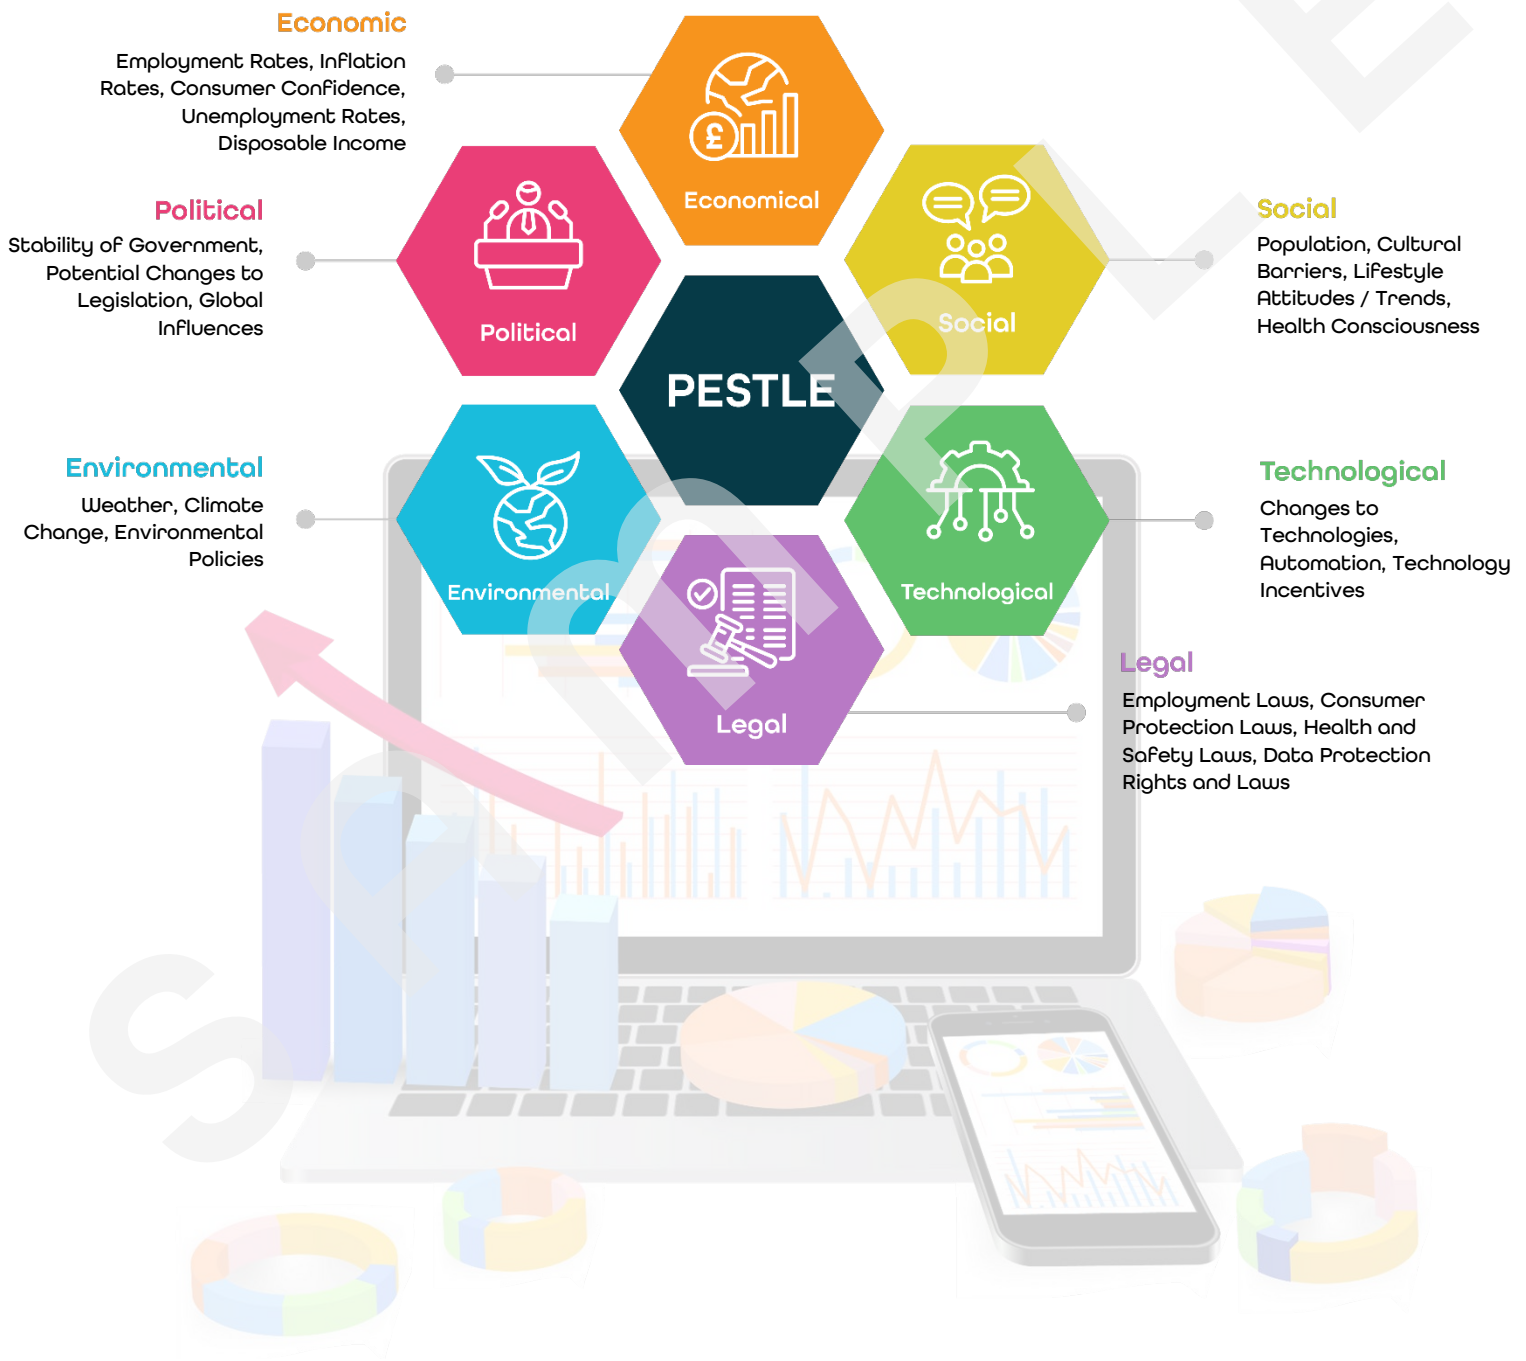 Economic
Employment Rates, Inflation
Rates, Consumer Confidence,
Unemployment Rates,
Disposable Income
Economical
Political
Stability of Government,
Potential Changes to
Legislation, Global
Influences
Political
Social
Social
Population, Cultural
Barriers, Lifestyle
Attitudes / Trends,
Health Consciousness
PESTLE
Environmental
Weather, Climate
Change, Environmental
Policies
Environmental
Technological
Technological
Changes to
Technologies,
Automation, Technology
Incentives
Legal
Legal
Employment Laws, Consumer
Protection Laws, Health and
Safety Laws, Data Protection
Rights and Laws
£
SAMPLE